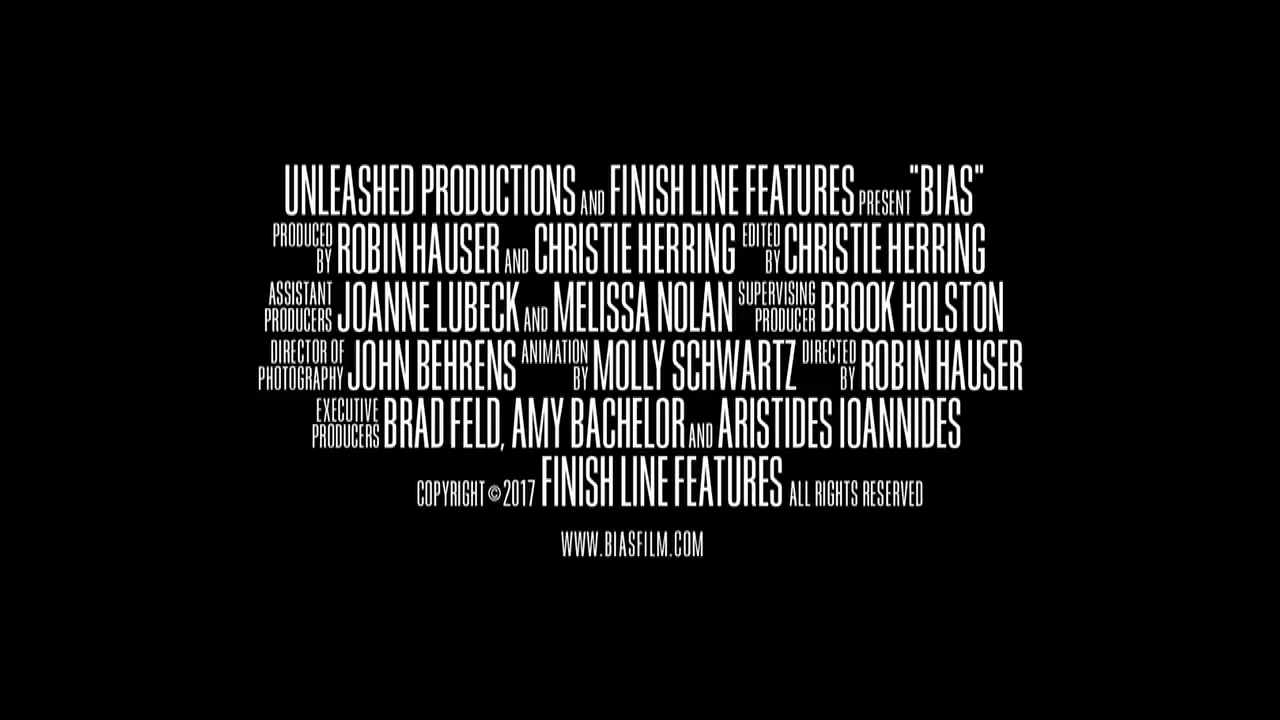 UNLEASHED PRODUCTIONS AND FINISH LINE FEATURES PRESENT "BIAS"
PRODUCED BY ROBIN HAUSER AND CHRISTIE HERRING EDITED BY CHRISTIE HERRING
ASSISTANT PRODUCERS JOANNE LUBECK AND MELISSA NOLAN SUPERVISING PRODUCER BROOK HOLSTON
DIRECTOR OF PHOTOGRAPHY JOHN BEHRENS ANIMATION BY MOLLY SCHWARTZ DIRECTED BY ROBIN HAUSER
EXECUTIVE PRODUCERS BRAD FELD, AMY BACHELOR AND ARISTIDES IOANNIDES
COPYRIGHT © 2017 FINISH LINE FEATURES ALL RIGHTS RESERVED
WWW.BIASFILM.COM